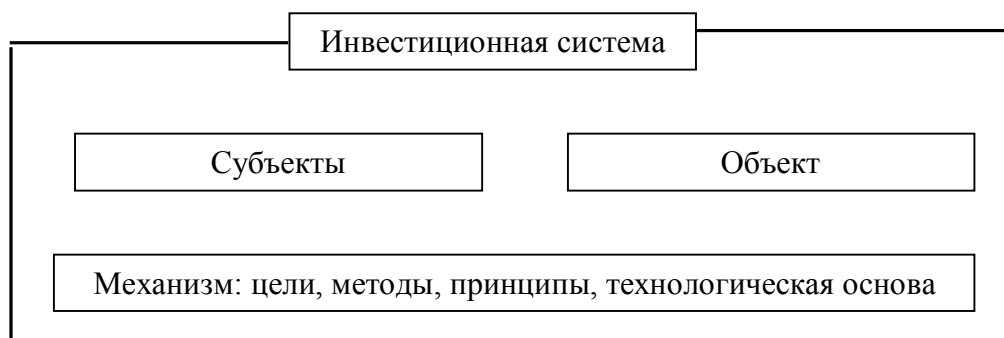 Инвестиционная система
Субъекты
Объект
Механизм: цели, методы, принципы, технологическая основа